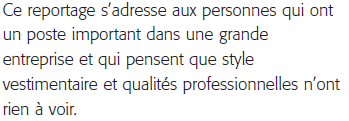 Ce reportage s'adresse aux personnes qui ont
un poste important dans une grande
entreprise et qui pensent que style
vestimentaire et qualités professionnelles n'ont
rien à voir.